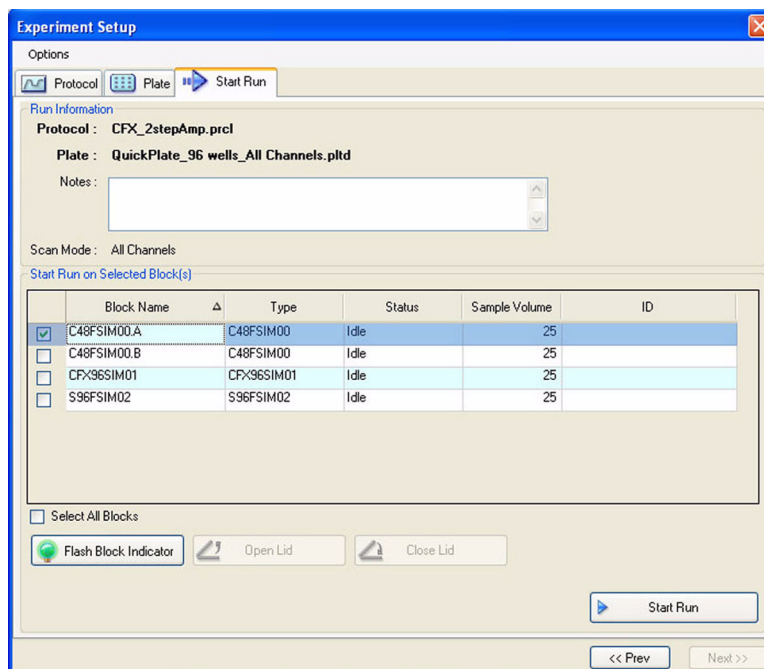 Experiment Setup
Options
Protocol Plate Start Run
Run Information
Protocol : CFX_2stepAmp.prcl
Plate : QuickPlate_96 wells_All Channels.pltd
Notes :
Scan Mode : All Channels
Start Run on Selected Block(s)
Block Name Type Status Sample Volume ID
C48FSIM00.A C48FSIM00 Idle 25
C48FSIM00.B C48FSIM00 Idle 25
CFX96SIM01 CFX96SIM01 Idle 25
S96FSIM02 S96FSIM02 Idle 25
Select All Blocks
Flash Block Indicator Open Lid Close Lid
Start Run
<< Prev Next >>